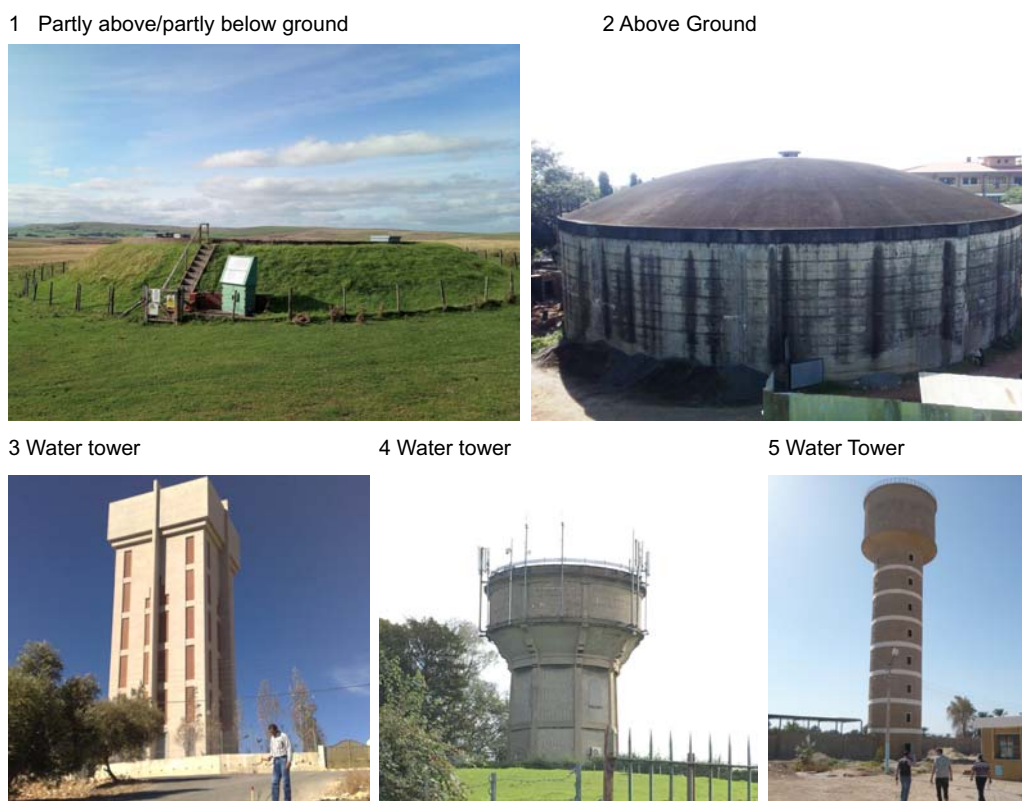 1 Partly above/partly below ground
2 Above Ground
3 Water tower
4 Water tower
5 Water Tower